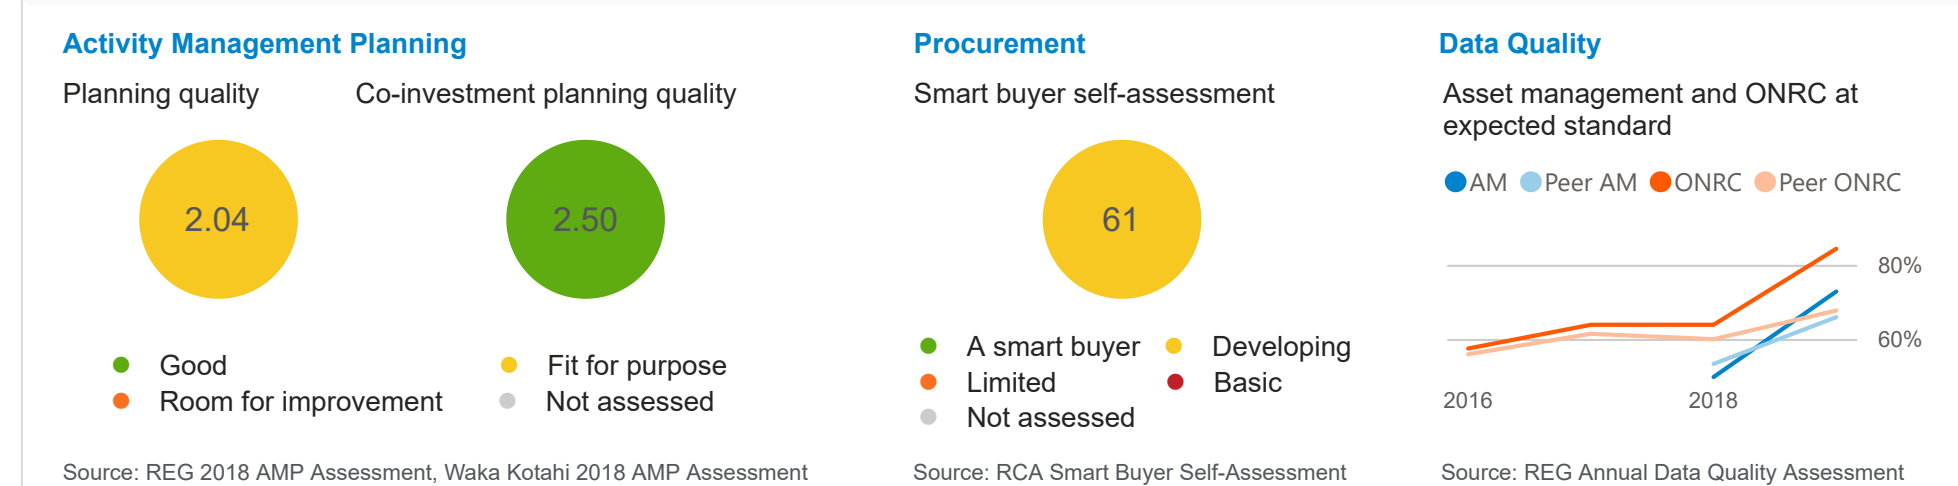 Activity Management Planning
Planning quality
Co-investment planning quality
2.04
2.50
Good
Fit for purpose
Room for improvement
Not assessed
Source: REG 2018 AMP Assessment, Waka Kotahi 2018 AMP Assessment
Procurement
Smart buyer self-assessment
61
A smart buyer
Developing
Limited
Basic
Not assessed
Source: RCA Smart Buyer Self-Assessment
Data Quality
Asset management and ONRC at
expected standard
AM Peer AM ONRC Peer ONRC
80%
60%
2016
2018
Source: REG Annual Data Quality Assessment